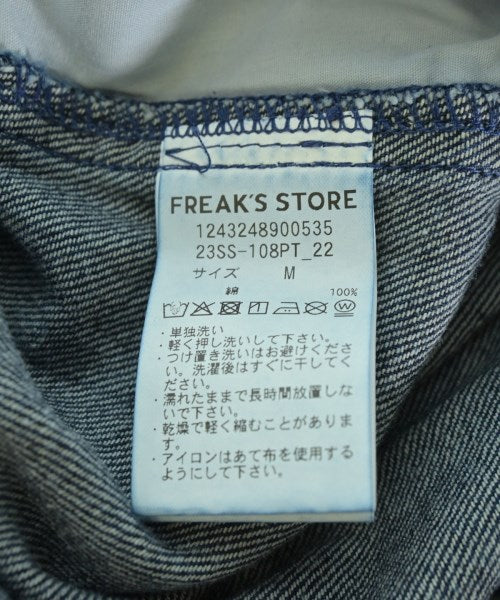 FREAK'S STORE
1243248900535
23SS-108PT_22
サイズ M
綿 100%
・単独洗い
・軽く押し洗いして下さい。
・つけ置き洗いはお避けくださ
い。洗濯後はすぐに干してく
ださい。
・濡れたままで長時間放置しな
いで下さい。
・乾燥で軽く縮むことがありま
す。
・アイロンはあて布を使用する
ようにして下さい。